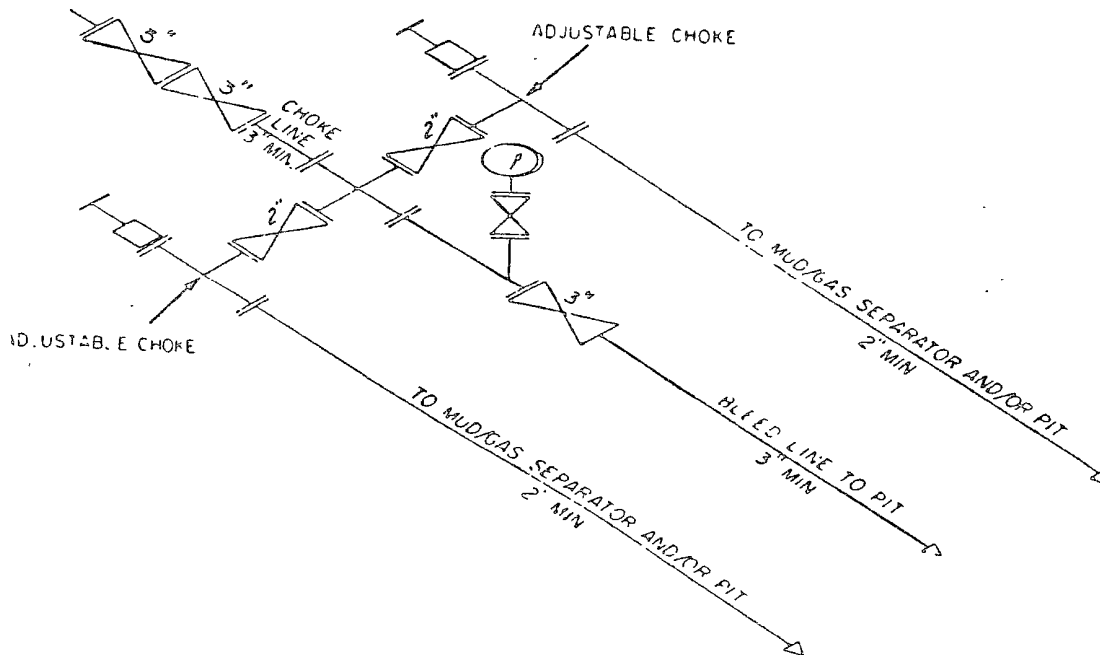 3"
3"
CHOKE
LINE
3" MIN.
ADJUSTABLE CHOKE
2"
P
2"
3"
ADJUSTABLE CHOKE
TO MUD/GAS SEPARATOR AND/OR PIT
2" MIN
BLEED LINE TO PIT
3" MIN
TO MUD/GAS SEPARATOR AND/OR PIT
2" MIN